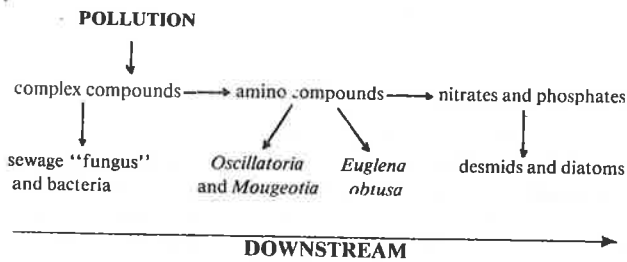 POLLUTION
complex compounds
amino compounds
nitrates and phosphates
sewage "fungus"
and bacteria
Oscillatoria
and Mougeotia
Euglena
obtusa
desmids and diatoms
DOWNSTREAM